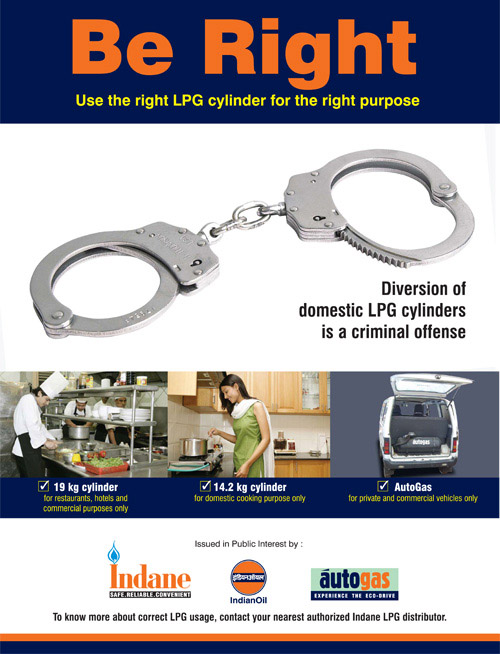 Be Right
Use the right LPG cylinder for the right purpose
Diversion of
domestic LPG cylinders
is a criminal offense
autogas
19 kg cylinder
for restaurants, hotels and
commercial purposes only
14.2 kg cylinder
for domestic cooking purpose only
AutoGas
for private and commercial vehicles only
Issued in Public Interest by :
Indane
SAFE.RELIABLE.CONVENIENT
इंडियनऑयल
IndianOil
autogas
EXPERIENCE THE ECO-DRIVE
To know more about correct LPG usage, contact your nearest authorized Indane LPG distributor.